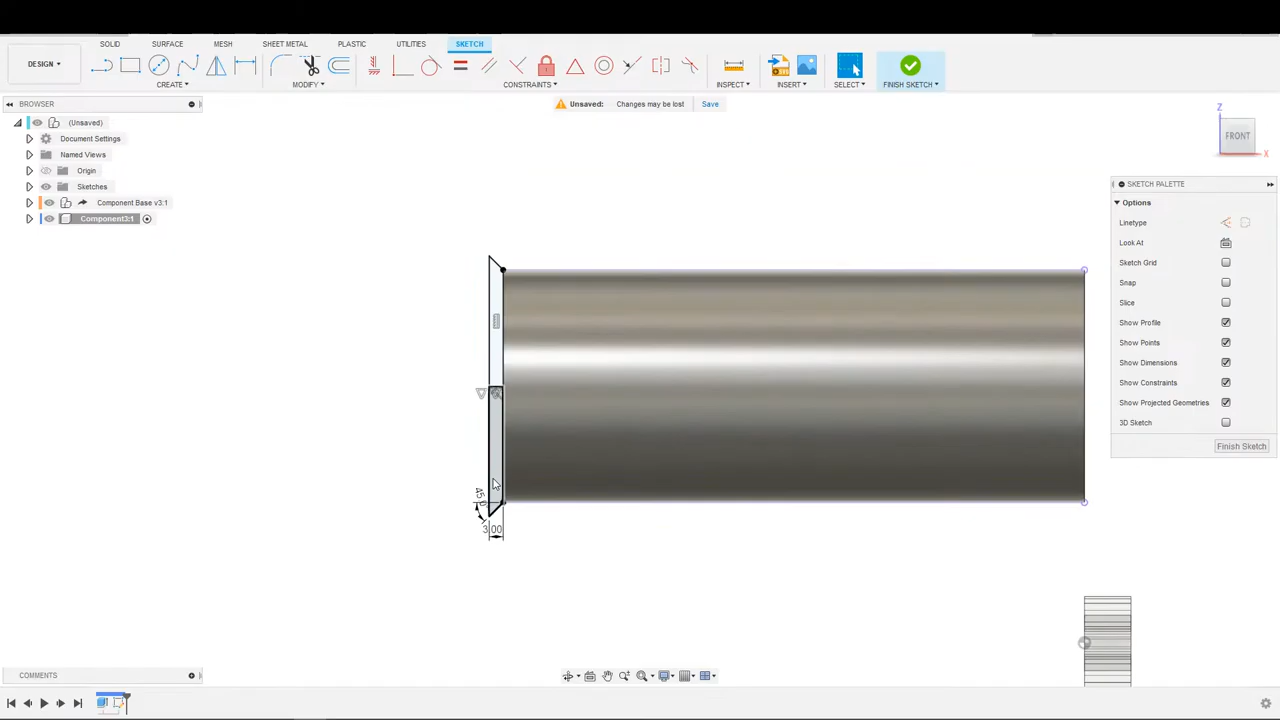 SOLID SURFACE MESH SHEET METAL PLASTIC UTILITIES SKETCH
DESIGN
CREATE MODIFY CONSTRAINTS INSPECT INSERT SELECT FINISH SKETCH
BROWSER
Unsaved: Changes may be lost Save
(Unsaved)
Document Settings
Named Views
Origin
Sketches
Component Base v3:1
Component3:1
Z
FRONT
X
SKETCH PALETTE
Options
Linetype
Look At
Sketch Grid
Snap
Slice
Show Profile
Show Points
Show Dimensions
Show Constraints
Show Projected Geometries
3D Sketch
Finish Sketch
3.00
COMMENTS